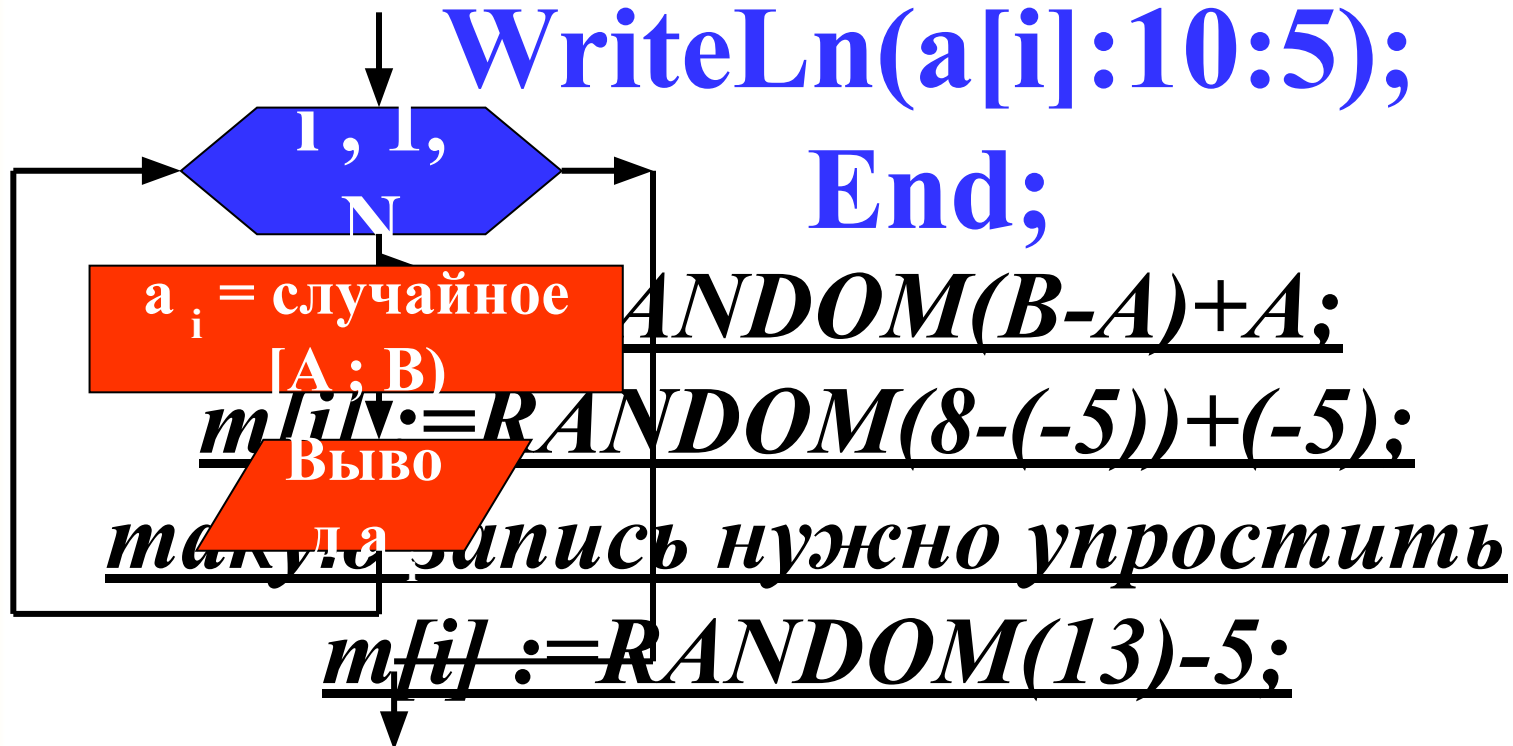 WriteLn(a[i]:10:5);
End;
i , 1,
N
a i = случайное
[A ; B)
ANDOM(B-A)+A;
m[i] :=RANDOM(8-(-5))+(-5);
Выво
д a
запись нужно упростить
m[i] :=RANDOM(13)-5;